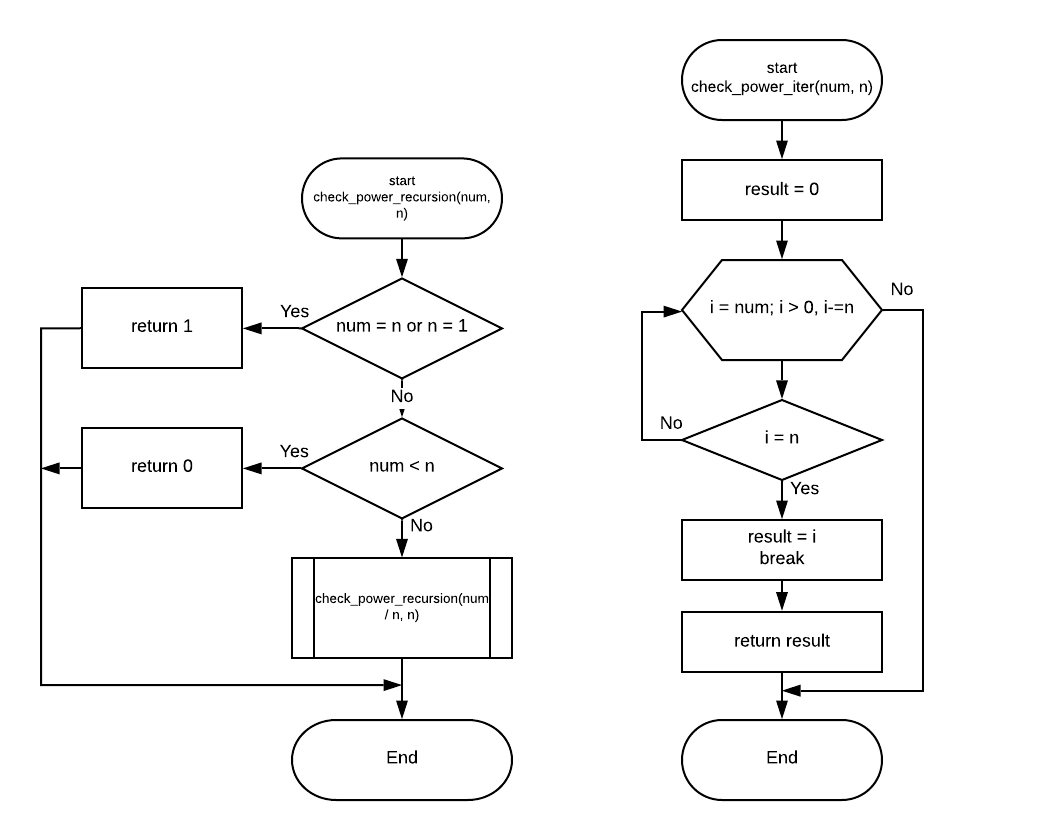 start
check_power_recursion(num,
n)
num = n or n = 1
Yes
return 1
No
num < n
Yes
return 0
No
check_power_recursion(num
/ n, n)
End
start
check_power_iter(num, n)
result = 0
i = num; i > 0, i-=n
No
i = n
No
Yes
result = i
break
return result
End